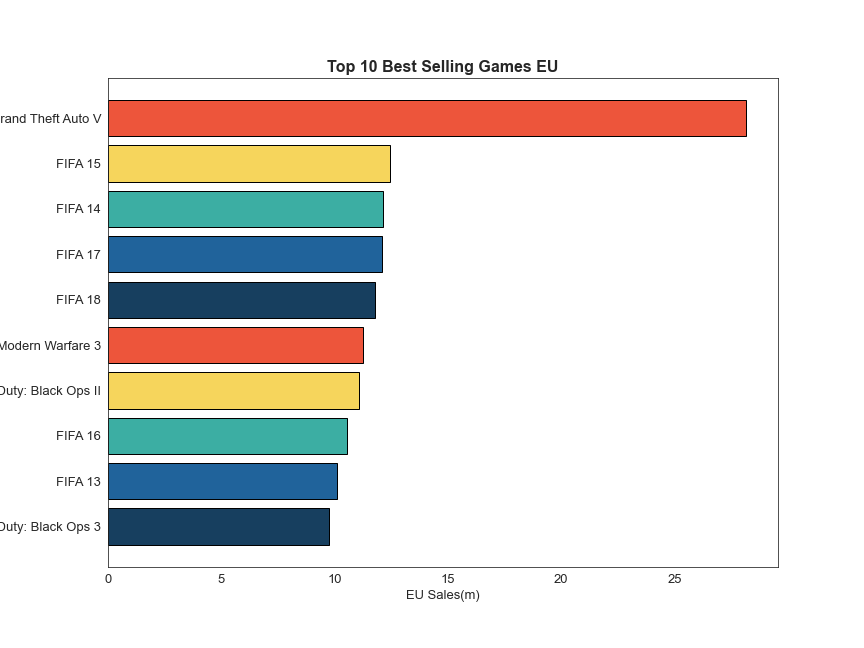 Top 10 Best Selling Games EU
rand Theft Auto V
FIFA 15
FIFA 14
FIFA 17
FIFA 18
Modern Warfare 3
Duty: Black Ops II
FIFA 16
FIFA 13
Duty: Black Ops 3
0 5 10 15 20 25
EU Sales(m)